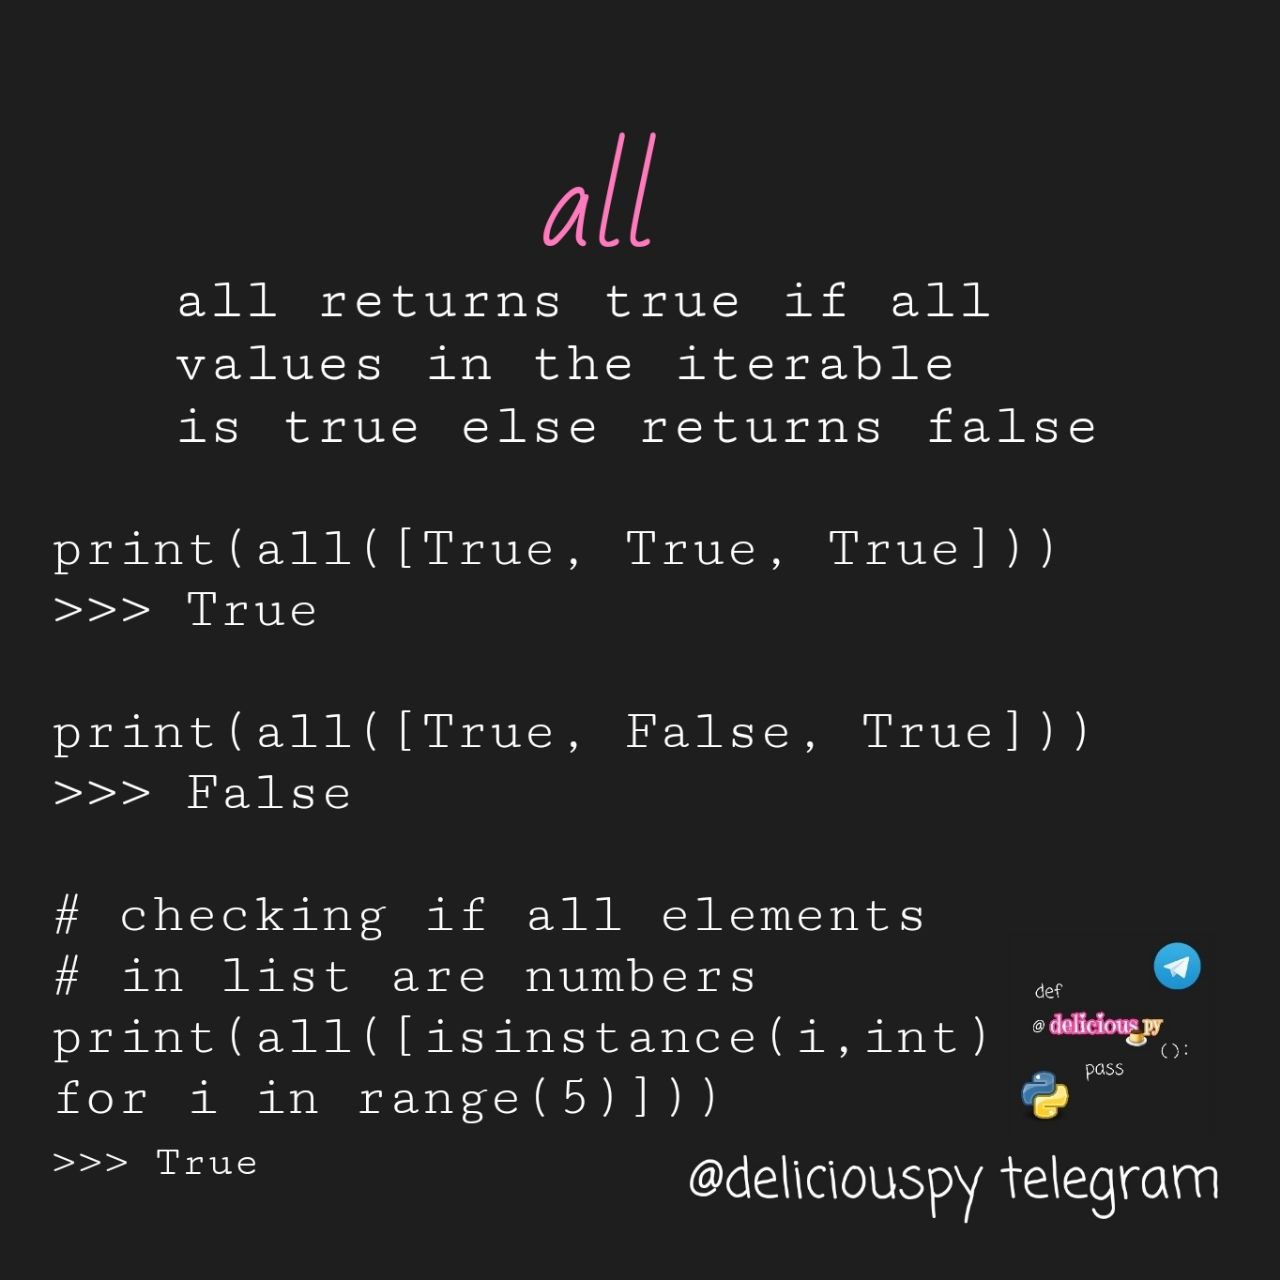 all
all returns true if all
values in the iterable
is true else returns false
print(all([True, True, True]))
>>> True
print(all([True, False, True]))
>>> False
# checking if all elements
# in list are numbers
print(all([isinstance(i,int)
for i in range(5)]))
>>> True
def
@delicious py
():
pass
@deliciouspy telegram